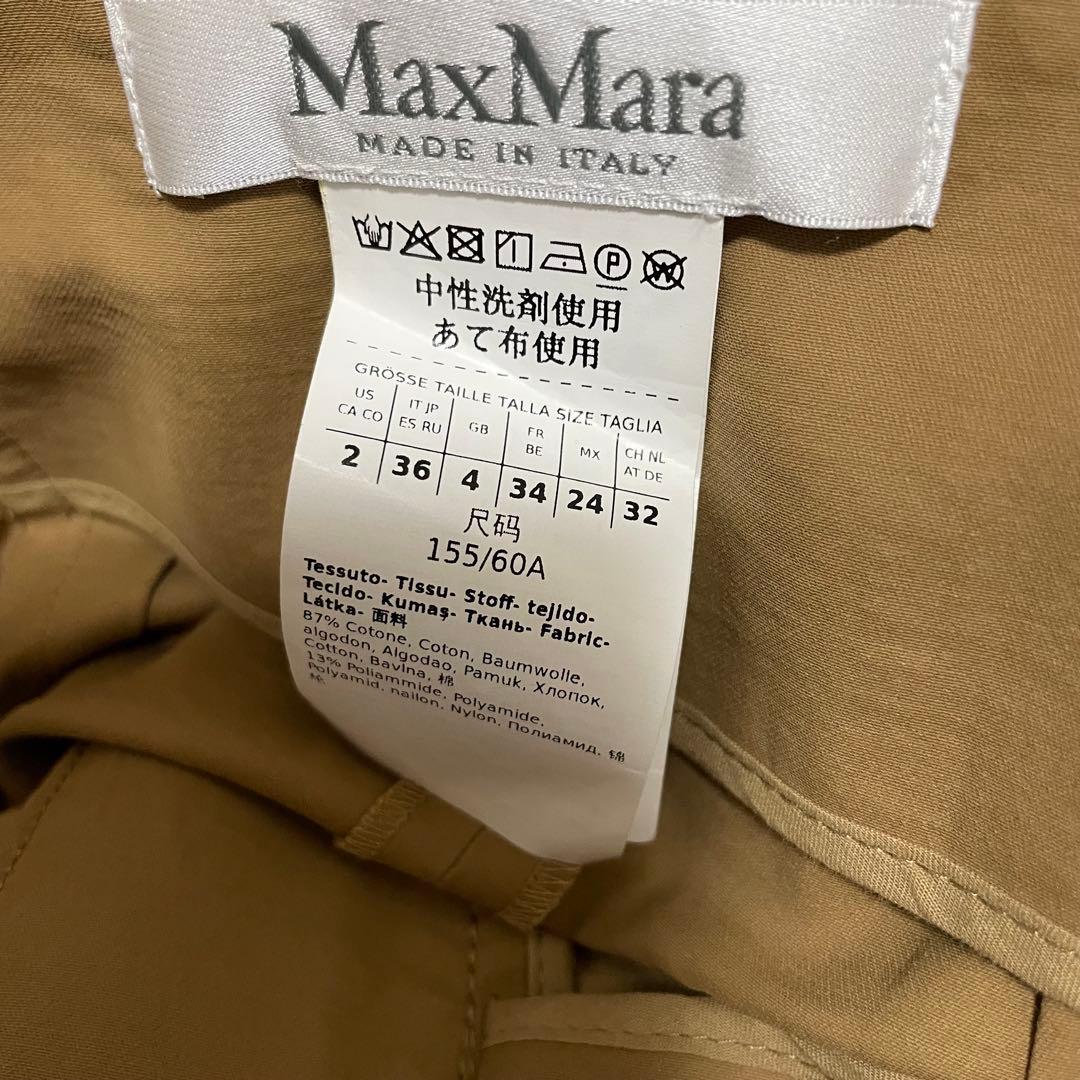 MaxMara
MADE IN ITALY
P W
中性洗剤使用
あて布使用
GRÖSSE TAILLE TALLA SIZE TAGLIA
US CA CO IT JP ES RU GB FR BE MX CH NL AT DE
2 36 4 34 24 32
尺码
155/60A
Tessuto- Tissu- Stoff- tejido-
Tecido- Kumaş- Ткань- Fabric-
Látka- 面料
87% Cotone, Coton, Baumwolle,
algodon, Algodao, Pamuk, Хлопок,
Cotton, Bavlna, 棉
13% Poliammide, Polyamide,
Polyamid, nailon, Nylon, Полиамид, 锦
纶